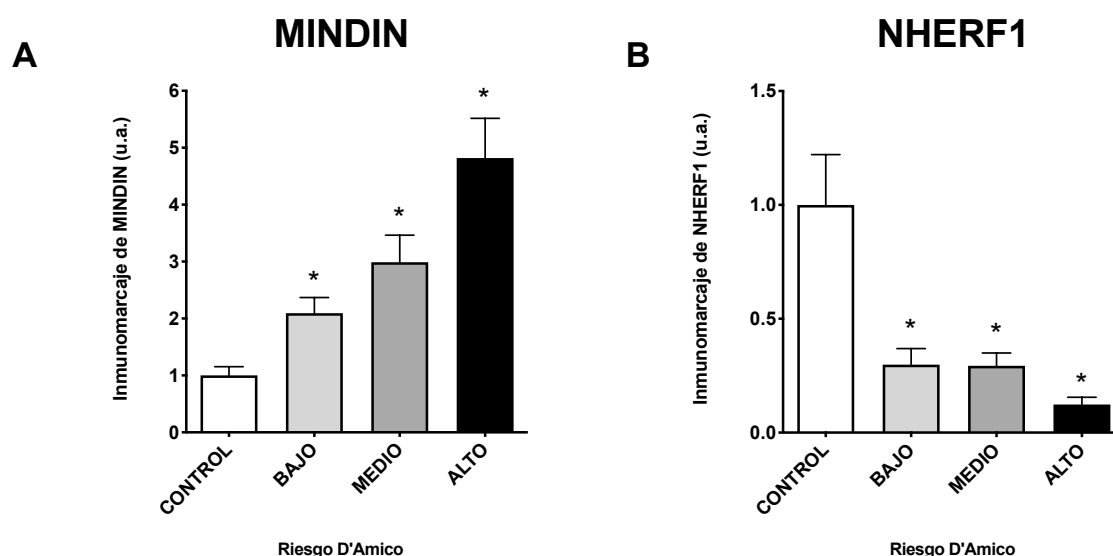 MINDIN
A
Inmunomarcaje de MINDIN (u.a.)
6
5
4
3
2
1
0
*
*
*
CONTROL
BAJO
MEDIO
ALTO
Riesgo D'Amico
NHERF1
B
Inmunomarcaje de NHERF1 (u.a.)
1.5
1.0
0.5
0.0
*
*
*
CONTROL
BAJO
MEDIO
ALTO
Riesgo D'Amico